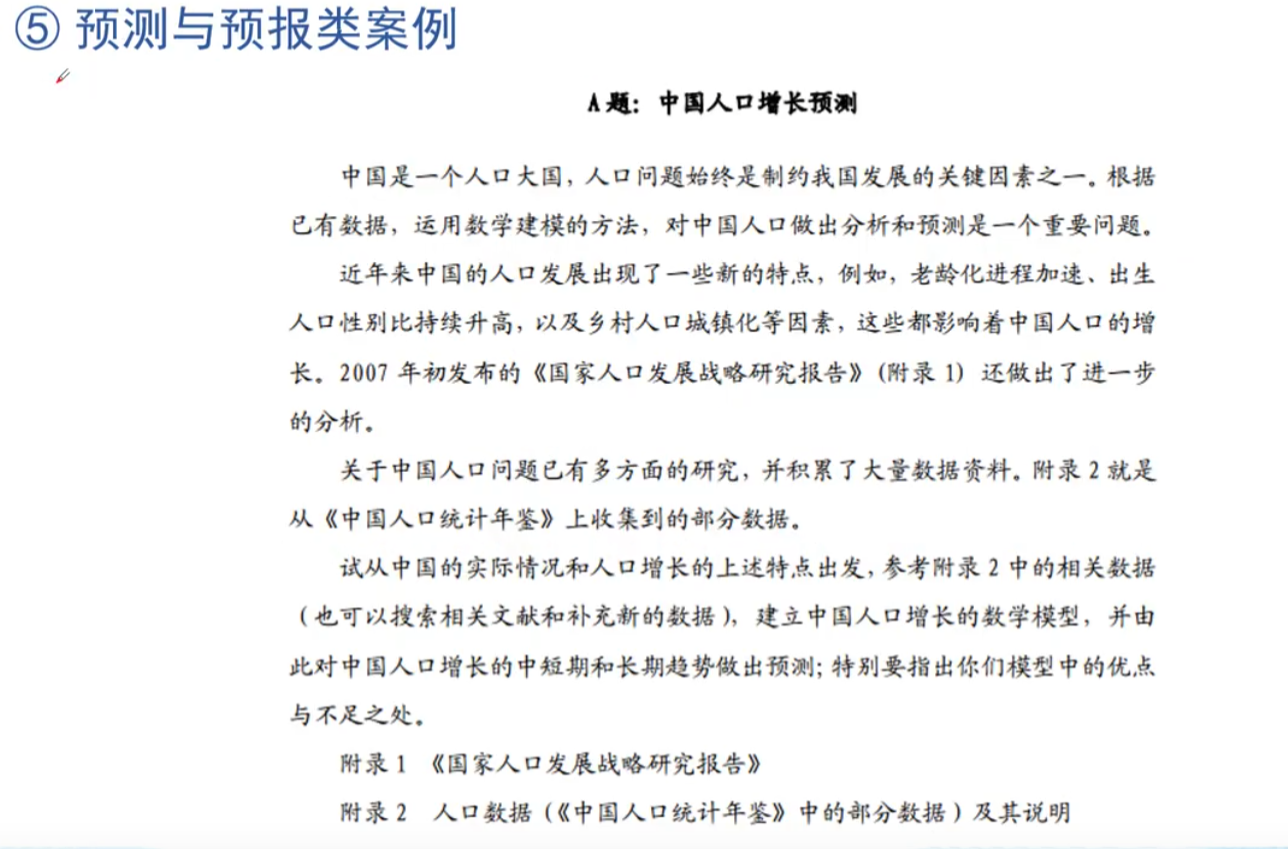 ⑤ 预测与预报类案例
A 题：中国人口增长预测
中国是一个人口大国，人口问题始终是制约我国发展的关键因素之一。根据
已有数据，运用数学建模的方法，对中国人口做出分析和预测是一个重要问题。
近年来中国的人口发展出现了一些新的特点，例如，老龄化进程加速、出生
人口性别比持续升高，以及乡村人口城镇化等因素，这些都影响着中国人口的增
长。2007 年初发布的《国家人口发展战略研究报告》(附录 1) 还做出了进一步
的分析。
关于中国人口问题已有多方面的研究，并积累了大量数据资料。附录 2 就是
从《中国人口统计年鉴》上收集到的部分数据。
试从中国的实际情况和人口增长的上述特点出发，参考附录 2 中的相关数据
（也可以搜索相关文献和补充新的数据），建立中国人口增长的数学模型，并由
此对中国人口增长的中短期和长期趋势做出预测；特别要指出你们模型中的优点
与不足之处。
附录 1 《国家人口发展战略研究报告》
附录 2 人口数据（《中国人口统计年鉴》中的部分数据）及其说明